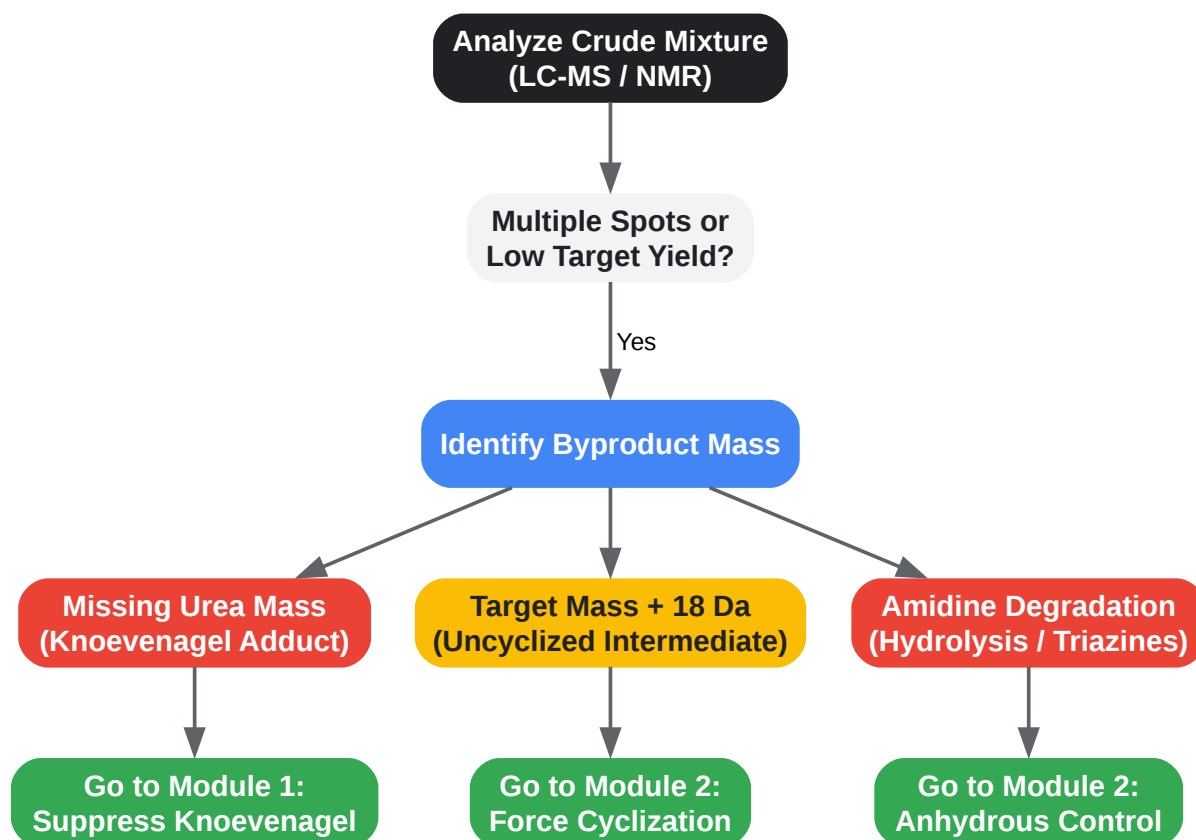 Analyze Crude Mixture
(LC-MS / NMR)
Multiple Spots or
Low Target Yield?
Yes
Identify Byproduct Mass
Missing Urea Mass
(Knoevenagel Adduct)
Target Mass + 18 Da
(Uncyclized Intermediate)
Amidine Degradation
(Hydrolysis / Triazines)
Go to Module 1:
Suppress Knoevenagel
Go to Module 2:
Force Cyclization
Go to Module 2:
Anhydrous Control